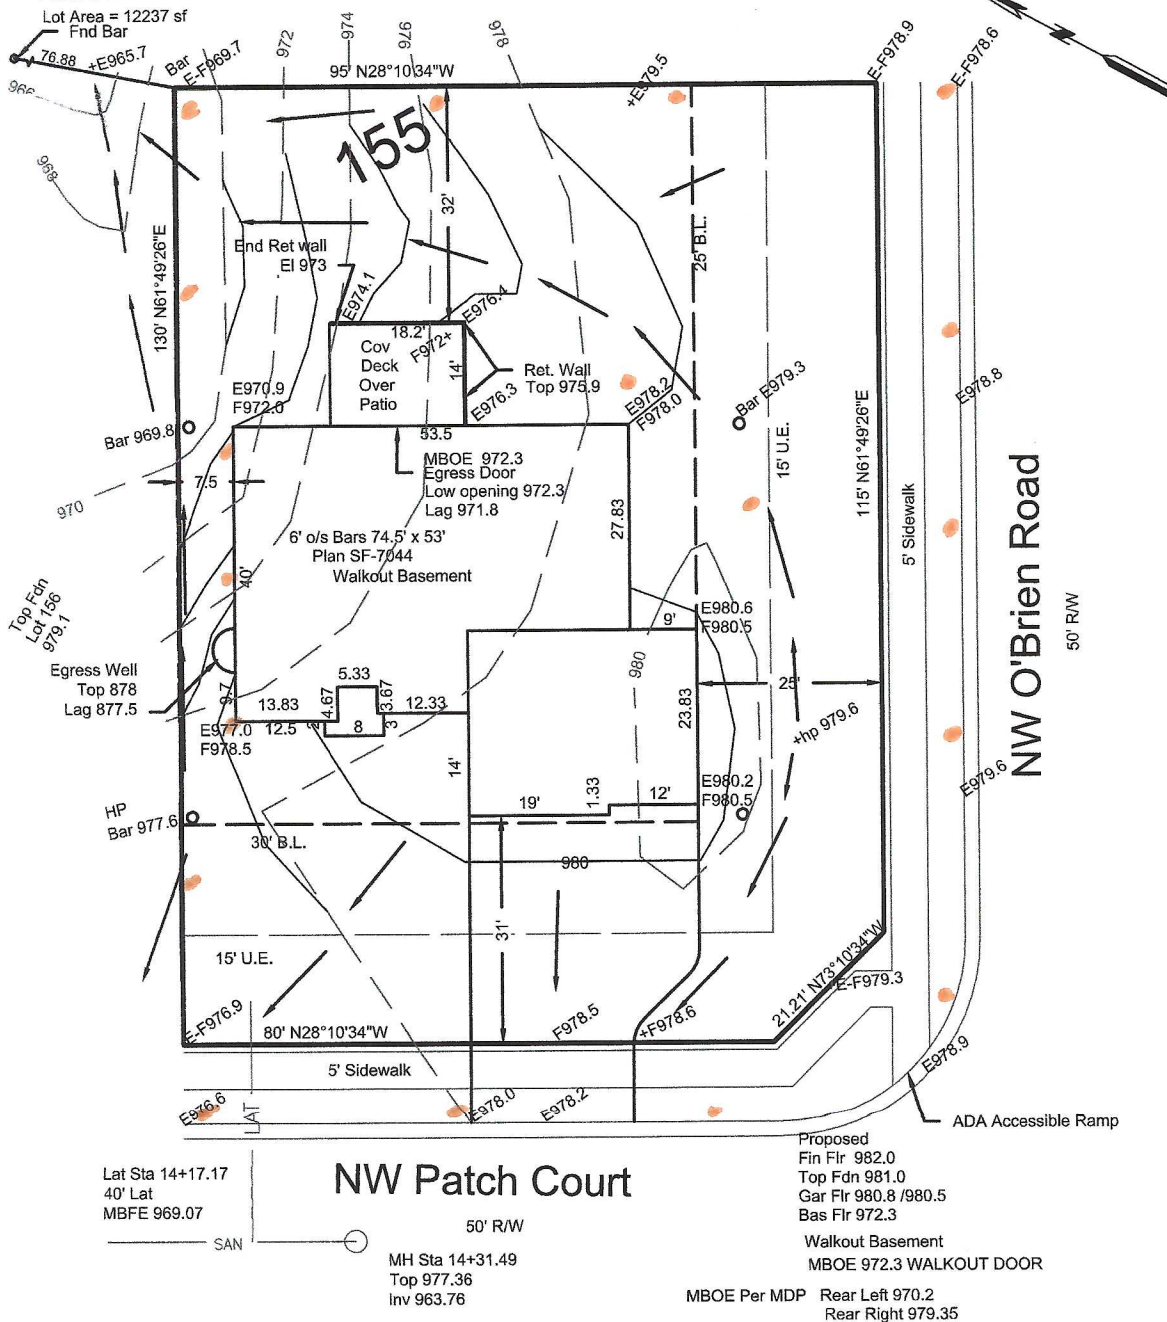 Lot Area = 12237 sf
Fnd Bar
76.88
+E965.7
Bar
E-F969.7
972
974
976
978
95' N28°10'34"W
+E979.5
E-F978.9
E-F978.6
N
966
968
155
32'
25' B.L.
130' N61°49'26"E
End Ret wall
El 973
E974.1
E976.4
18.2'
F972+
Cov
Deck
Over
Patio
14'
Ret. Wall
Top 975.9
E976.3
E970.9
F972.0
E978.2
F978.0
Bar E979.3
E978.8
Bar 969.8
53.5
MBOE 972.3
Egress Door
Low opening 972.3
Lag 971.8
15' U.E.
115' N61°49'26"E
7.5
970
6' o/s Bars 74.5' x 53'
Plan SF-7044
Walkout Basement
27.83
5' Sidewalk
NW O'Brien Road
50' R/W
40'
Top Fdn
Lot 156
979.1
E980.6
F980.5
9'
980
Egress Well
Top 878
Lag 877.5
9.7
5.33
13.83
4.67
3.67
12.33
12.5
2
8
3
23.83
25'
+hp 979.6
E977.0
F978.5
14'
E980.2
F980.5
E979.6
19'
1.33
12'
HP
Bar 977.6
30' B.L.
980
31'
15' U.E.
21.21' N73°10'34"W
E-F979.3
E-F976.9
80' N28°10'34"W
F978.5
+F978.6
5' Sidewalk
E978.9
E976.6
LAT
E978.0
E978.2
ADA Accessible Ramp
Lat Sta 14+17.17
40' Lat
MBFE 969.07
NW Patch Court
50' R/W
SAN
MH Sta 14+31.49
Top 977.36
Inv 963.76
Proposed
Fin Flr 982.0
Top Fdn 981.0
Gar Flr 980.8 /980.5
Bas Flr 972.3
Walkout Basement
MBOE 972.3 WALKOUT DOOR
MBOE Per MDP Rear Left 970.2
Rear Right 979.35